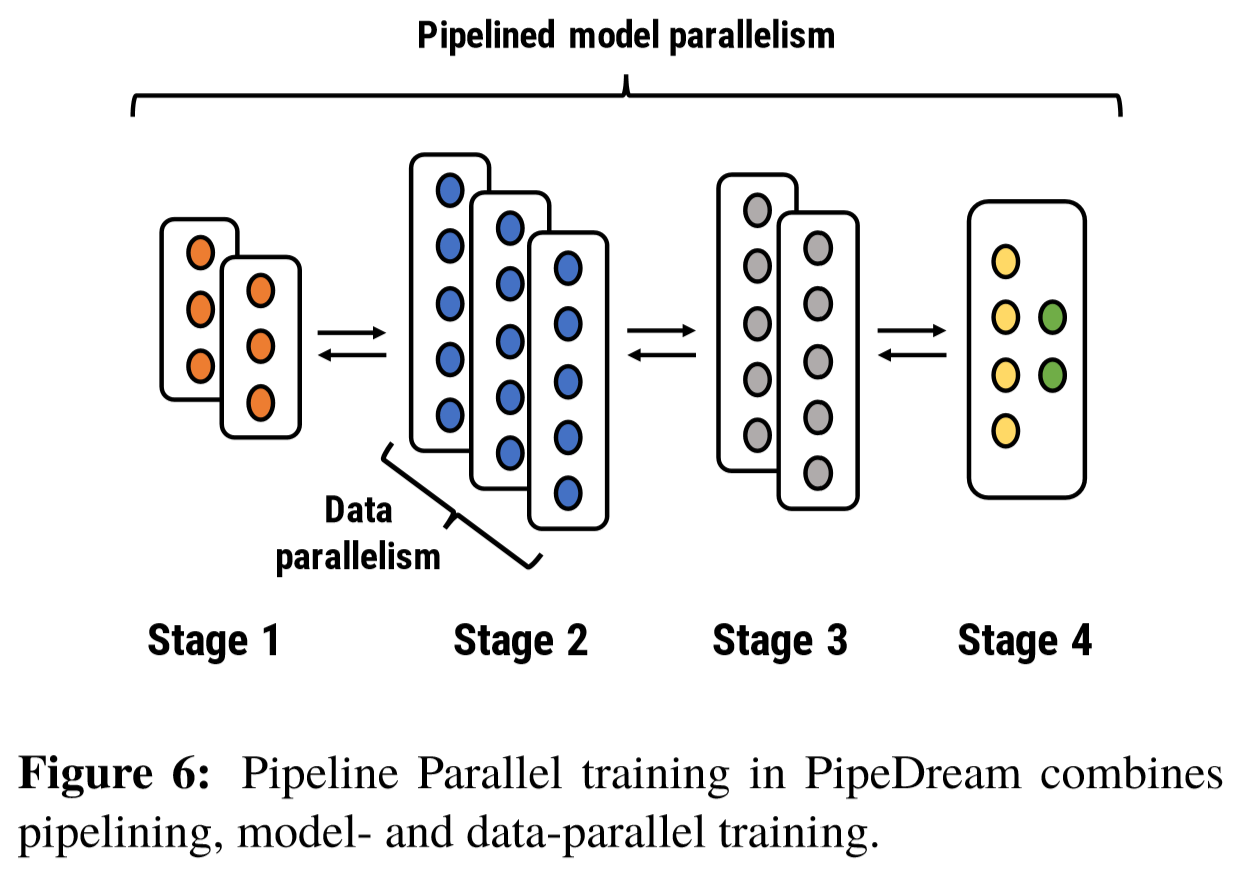 Pipelined model parallelism
Data
parallelism
Stage 1
Stage 2
Stage 3
Stage 4
Figure 6: Pipeline Parallel training in PipeDream combines
pipelining, model- and data-parallel training.